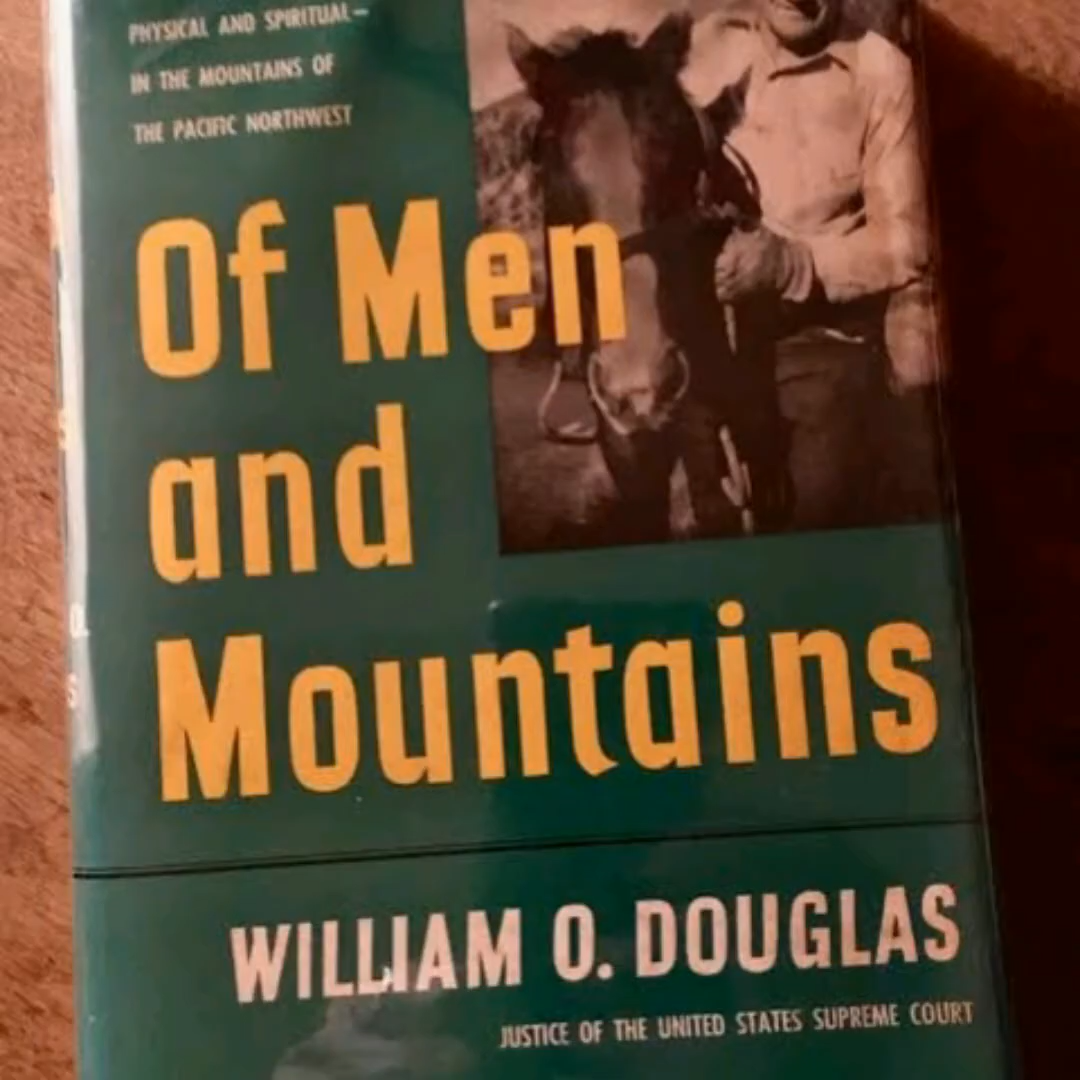 PHYSICAL AND SPIRITUAL—
IN THE MOUNTAINS OF
THE PACIFIC NORTHWEST
Of Men
and
Mountains
WILLIAM O. DOUGLAS
JUSTICE OF THE UNITED STATES SUPREME COURT